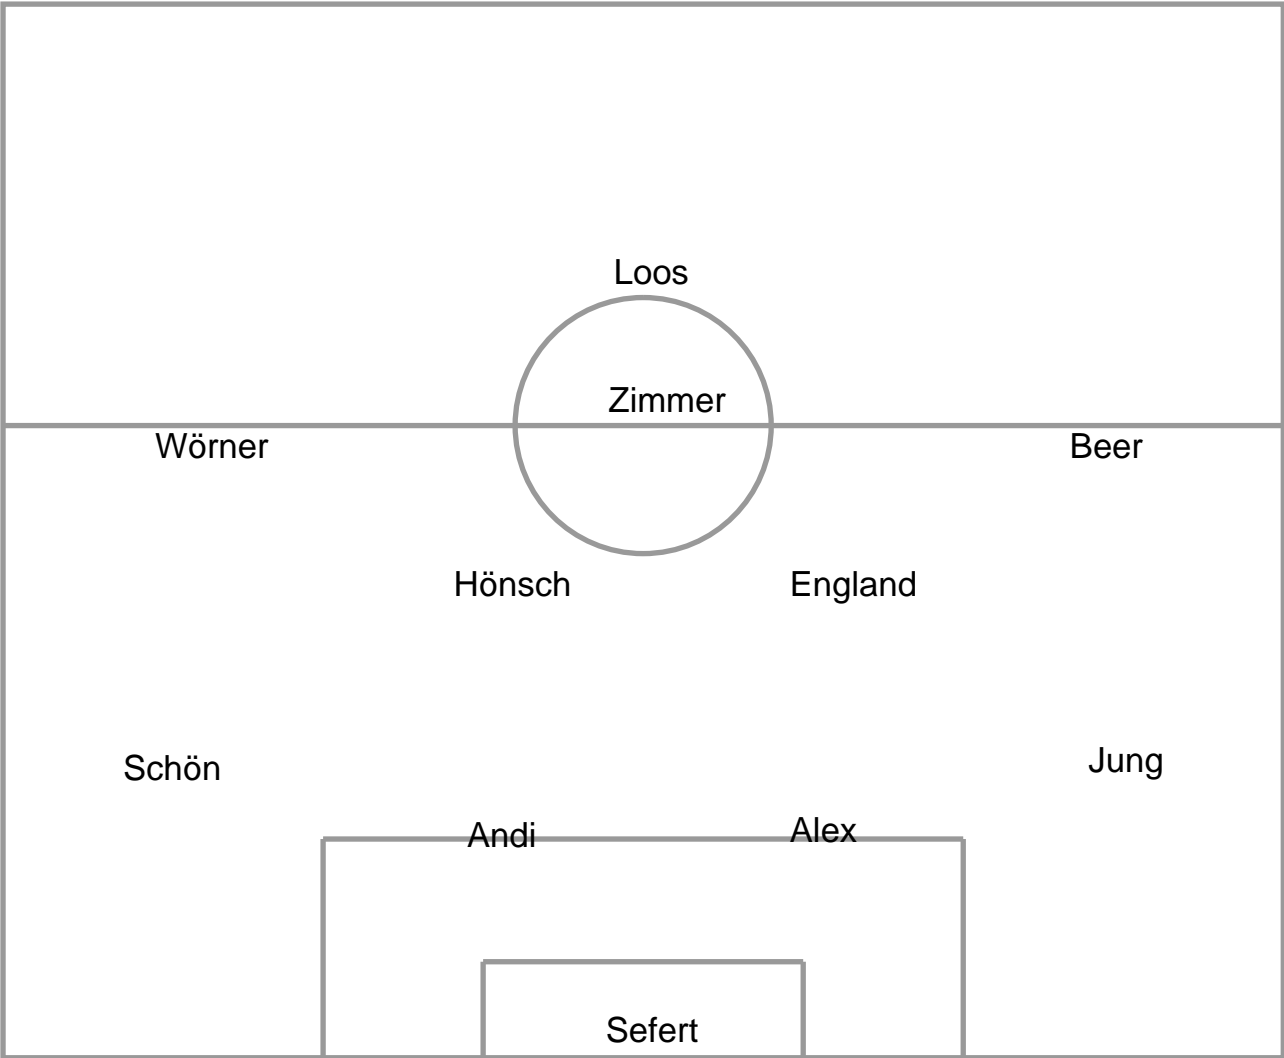 Loos
Zimmer
Wörner
Beer
Hönsch
England
Schön
Jung
Andi
Alex
Sefert